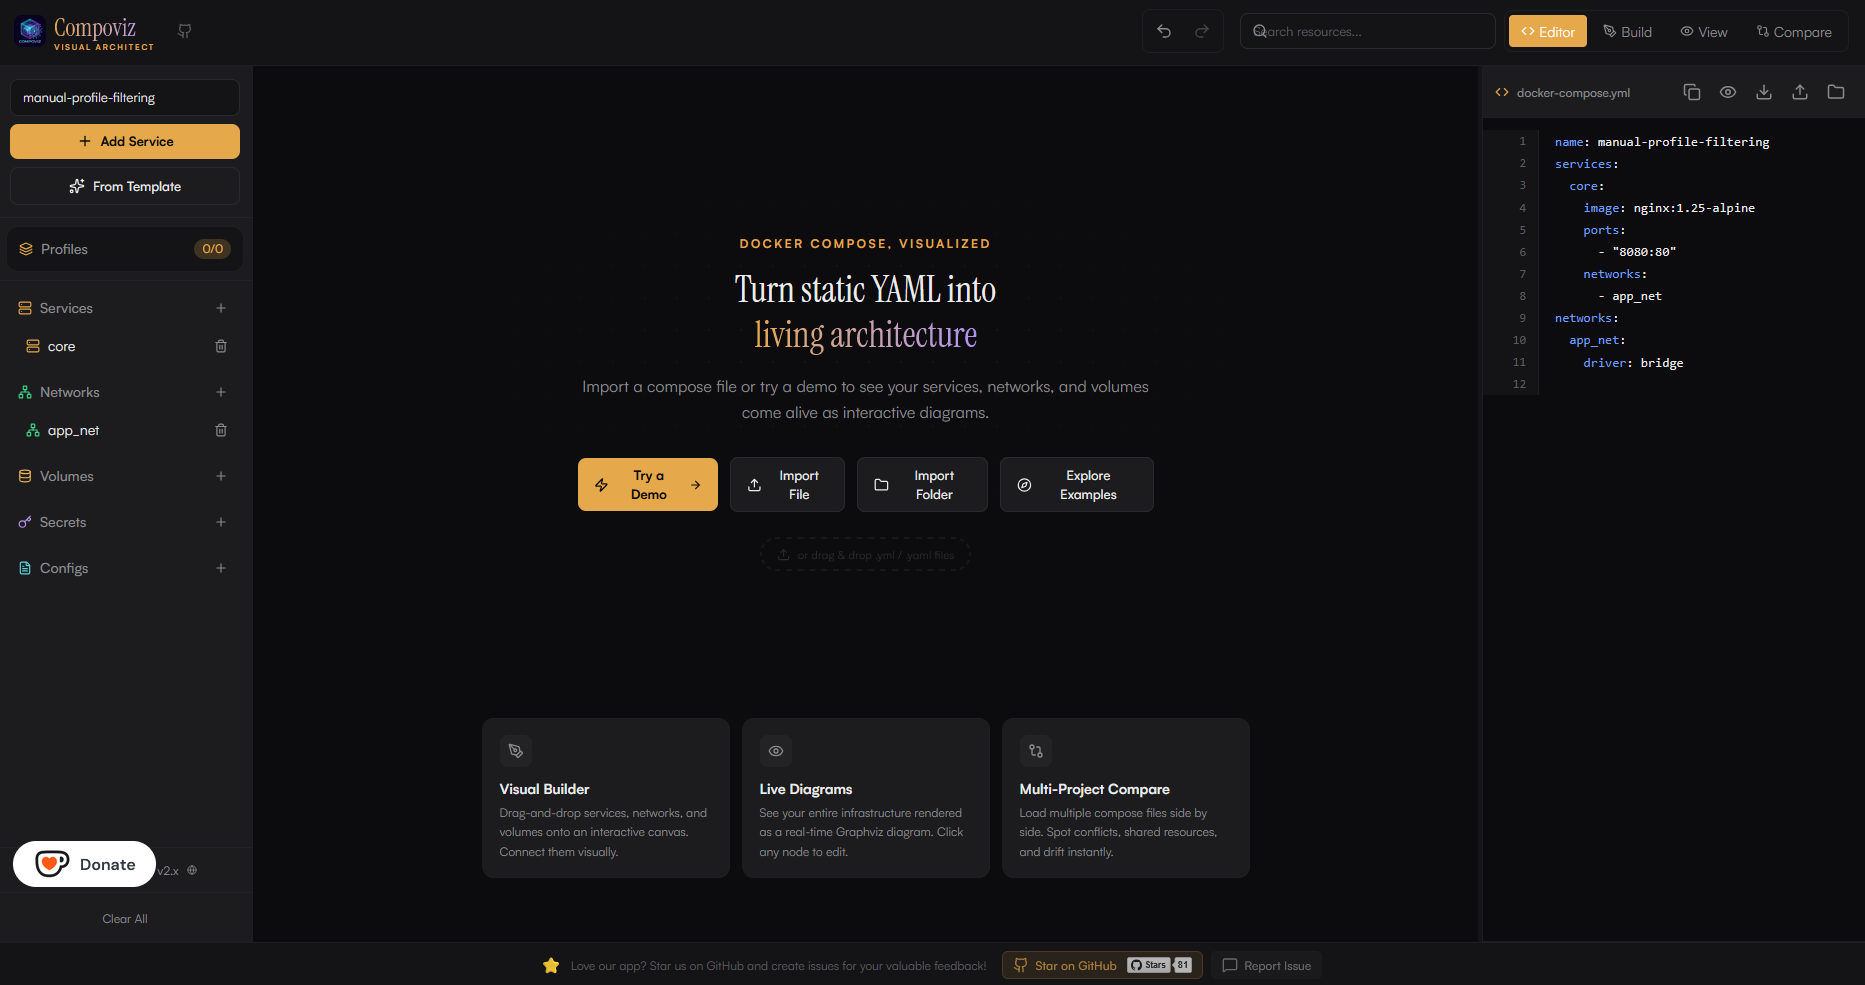 Compoviz
VISUAL ARCHITECT
COMPOVIZ
Search resources...
Editor
Build
View
Compare
manual-profile-filtering
Add Service
From Template
Profiles
0/0
Services
core
Networks
app_net
Volumes
Secrets
Configs
Donate
v2.x
Clear All
DOCKER COMPOSE, VISUALIZED
Turn static YAML into
living architecture
Import a compose file or try a demo to see your services, networks, and volumes
come alive as interactive diagrams.
Try a
Demo
Import
File
Import
Folder
Explore
Examples
or drag & drop .yml / .yaml files
Visual Builder
Drag-and-drop services, networks, and
volumes onto an interactive canvas.
Connect them visually.
Live Diagrams
See your entire infrastructure rendered
as a real-time Graphviz diagram. Click
any node to edit.
Multi-Project Compare
Load multiple compose files side by
side. Spot conflicts, shared resources,
and drift instantly.
docker-compose.yml
1 name: manual-profile-filtering
2 services:
3 core:
4 image: nginx:1.25-alpine
5 ports:
6 - "8080:80"
7 networks:
8 - app_net
9 networks:
10 app_net:
11 driver: bridge
12
Love our app? Star us on GitHub and create issues for your valuable feedback!
Star on GitHub
Stars 81
Report Issue